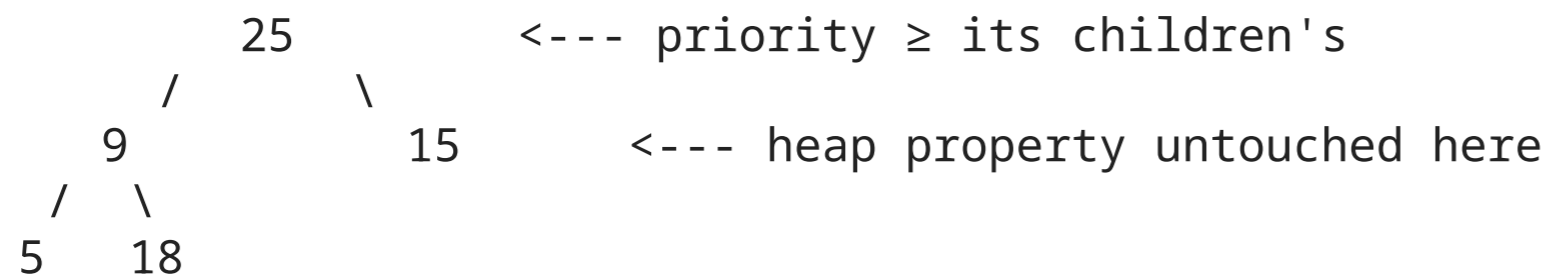 25 <--- priority ≥ its children's
/ \
9 15 <--- heap property untouched here
/ \
5 18